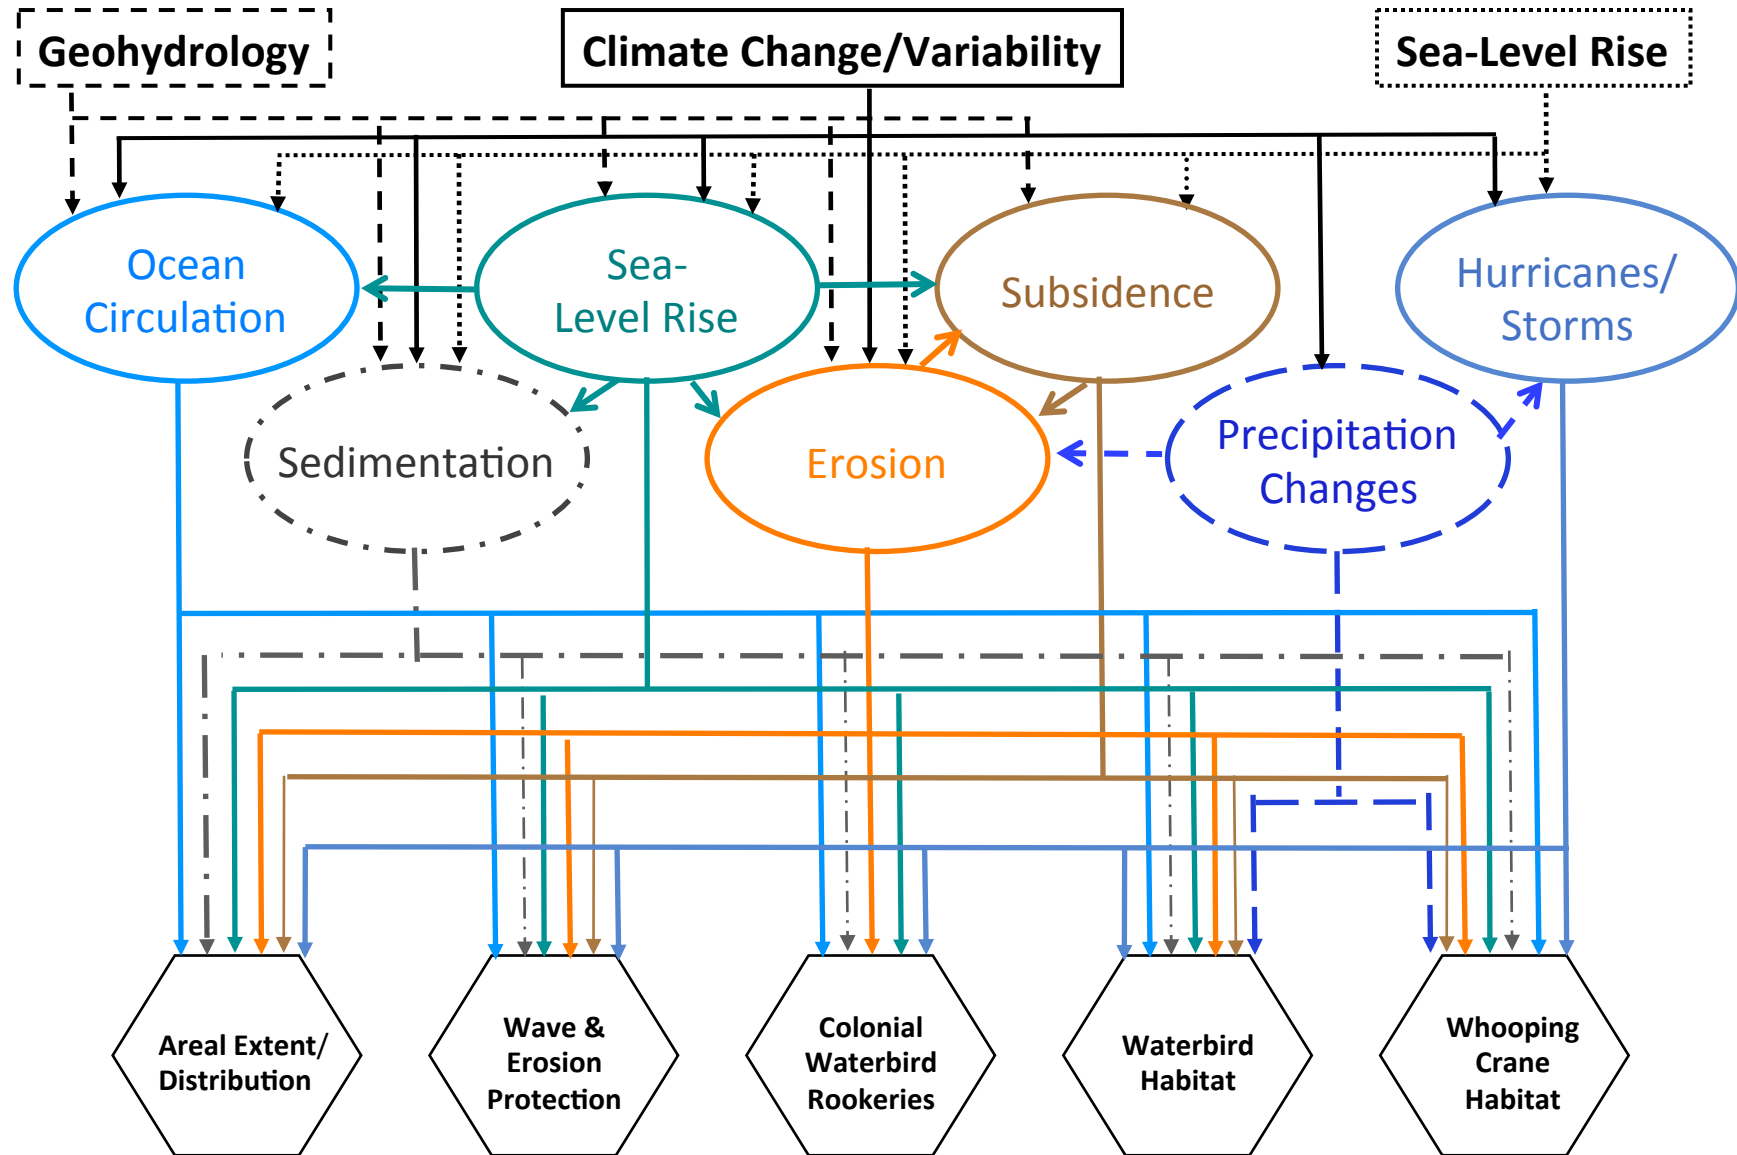 Geohydrology
Climate Change/Variability
Sea-Level Rise
Ocean
Circulation
Sea-
Level Rise
Subsidence
Hurricanes/
Storms
Sedimentation
Erosion
Precipitation
Changes
Areal Extent/
Distribution
Wave &
Erosion
Protection
Colonial
Waterbird
Rookeries
Waterbird
Habitat
Whooping
Crane
Habitat